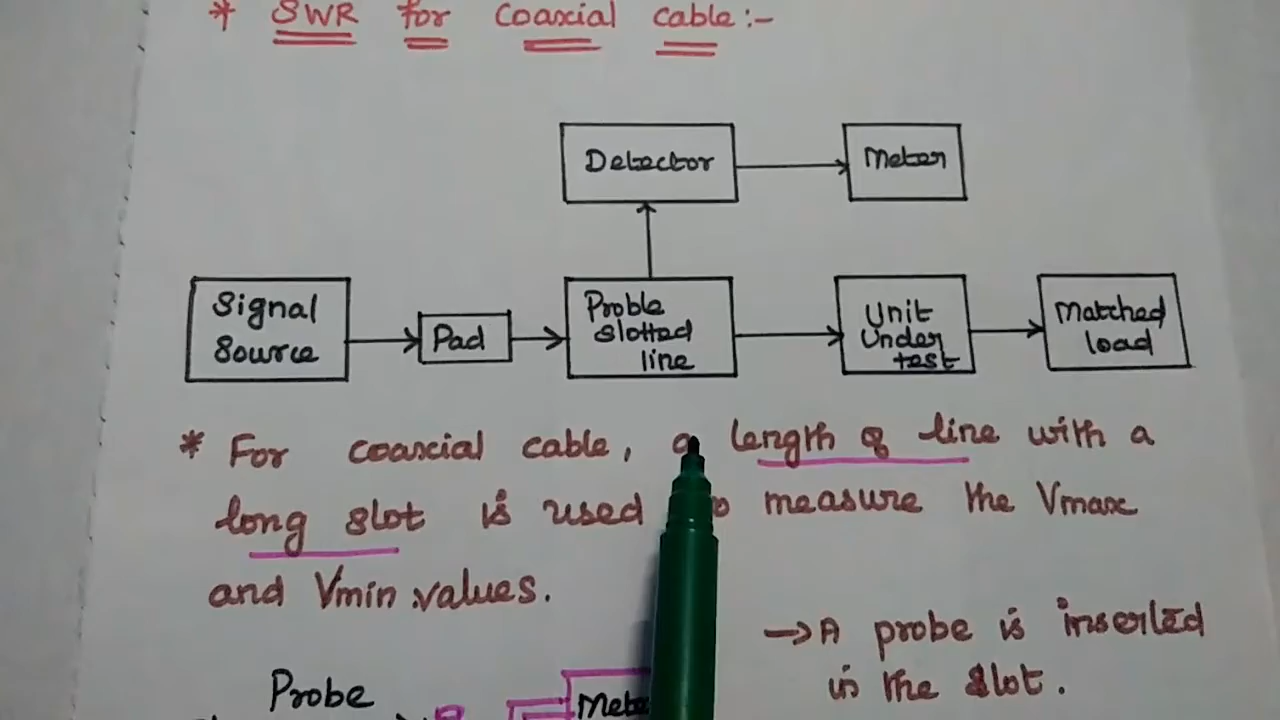 * SWR for Coaxial cable:-
Detector
Meter
Signal
Source
Pad
Proble
slotted
line
Unit
Under
test
Matched
load
* For coaxial cable, a length of line with a
long slot is used to measure the Vmax
and Vmin values.
→ A probe is inserted
in the slot.
Probe
Mete